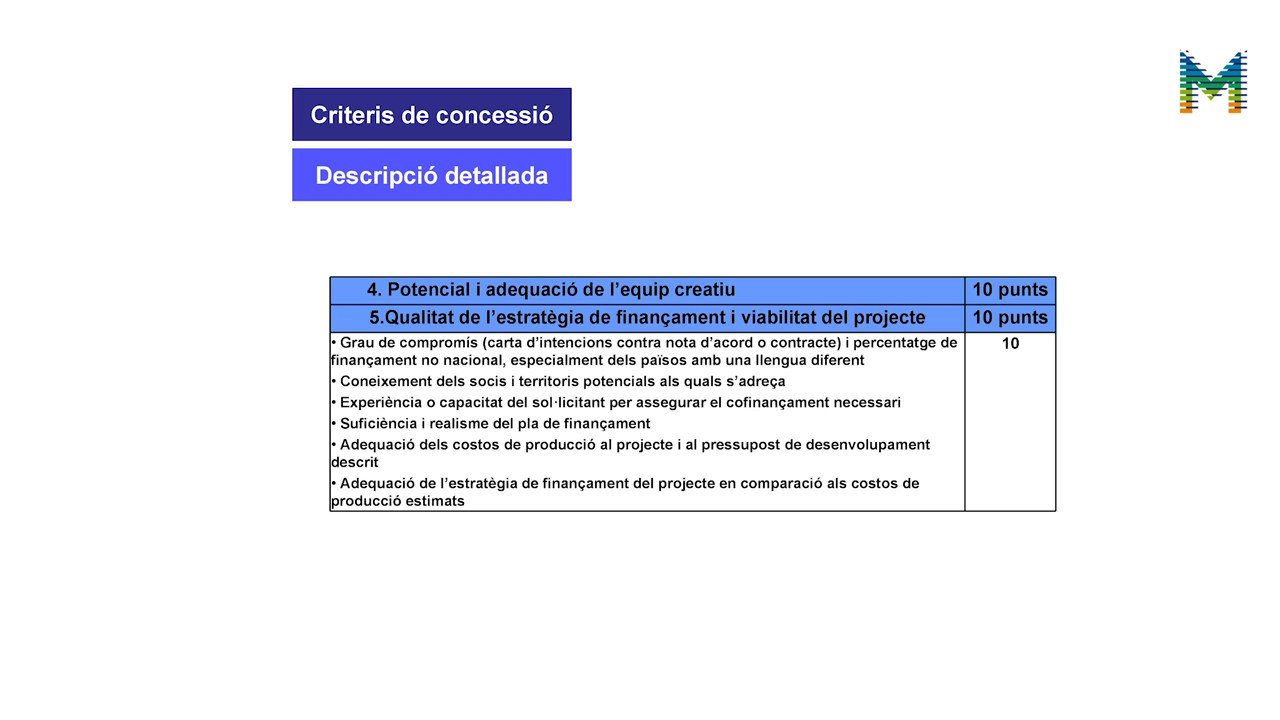 Criteris de concessió
Descripció detallada
4. Potencial i adequació de l’equip creatiu 10 punts
5.Qualitat de l’estratègia de finançament i viabilitat del projecte 10 punts
• Grau de compromís (carta d’intencions contra nota d’acord o contracte) i percentatge de 10
finançament no nacional, especialment dels països amb una llengua diferent
• Coneixement dels socis i territoris potencials als quals s’adreça
• Experiència o capacitat del sol·licitant per assegurar el cofinançament necessari
• Suficiència i realisme del pla de finançament
• Adequació dels costos de producció al projecte i al pressupost de desenvolupament
descrit
• Adequació de l’estratègia de finançament del projecte en comparació als costos de
producció estimats